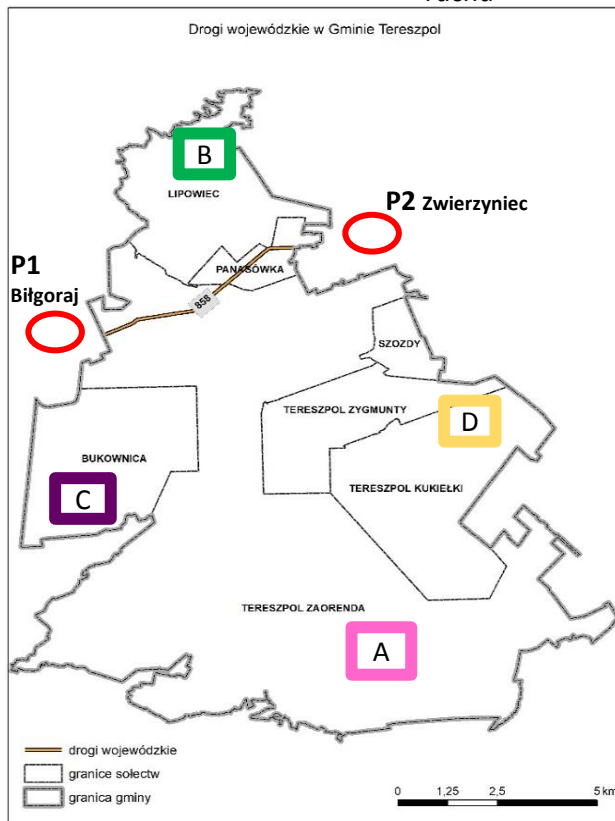 Drogi wojewódzkie w Gminie Tereszpol
B
LIPOWIEC
P2 Zwierzyniec
PANASÓWKA
P1
Biłgoraj
858
SZOZDY
TERESZPOL ZYGMUNTY
D
BUKOWNICA
TERESZPOL KUKIEŁKI
C
TERESZPOL ZAORENDA
A
drogi wojewódzkie
granice sołectw
granica gminy
0 1,25 2,5 5 km